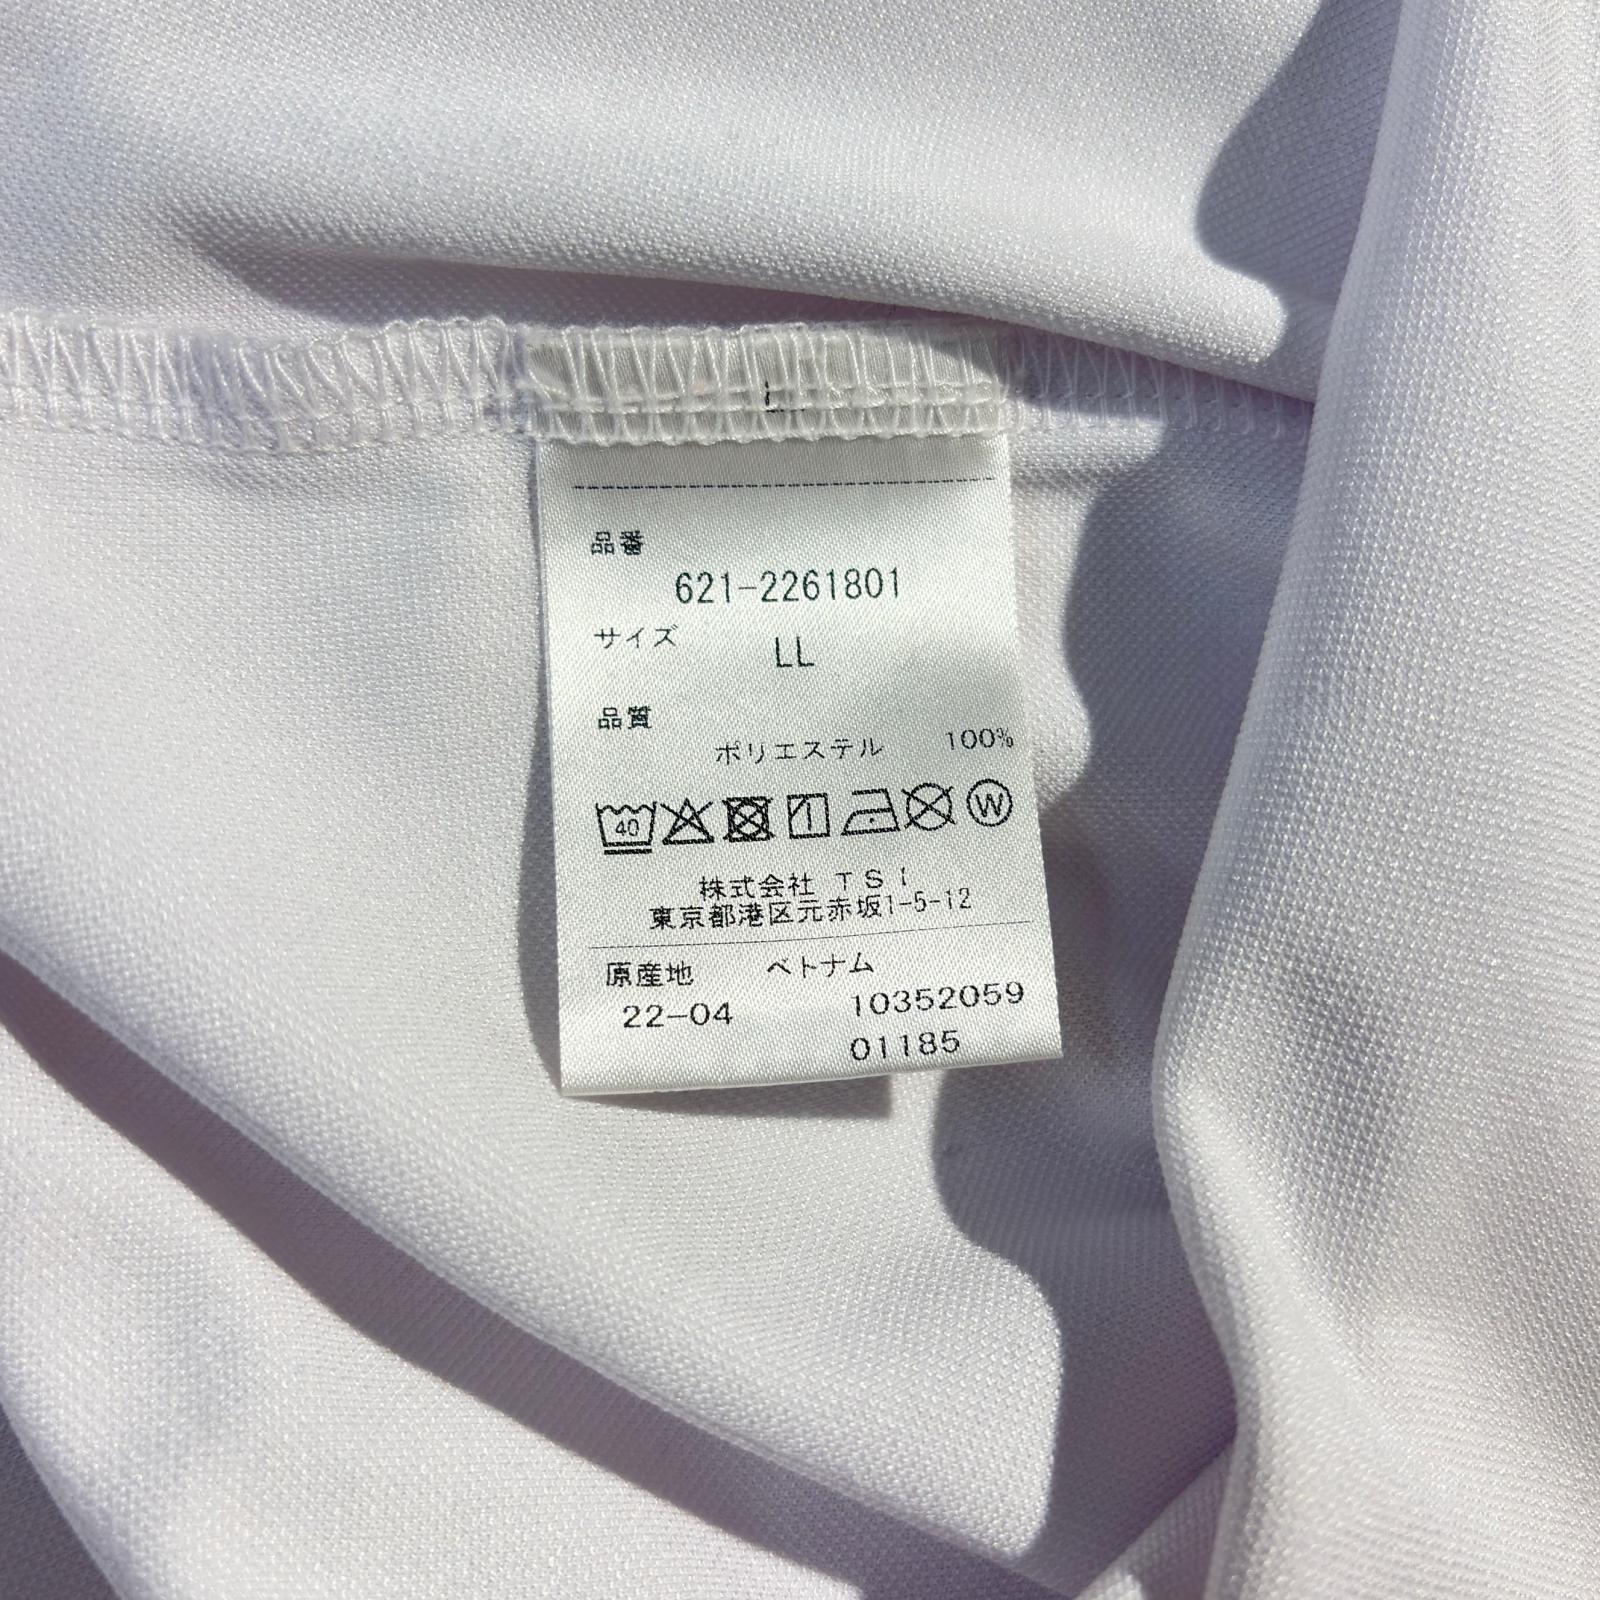 品番
621-2261801
サイズ LL
品質
ポリエステル 100%
40 W
株式会社 TSI
東京都港区元赤坂1-5-12
原産地 ベトナム
22-04 10352059
01185